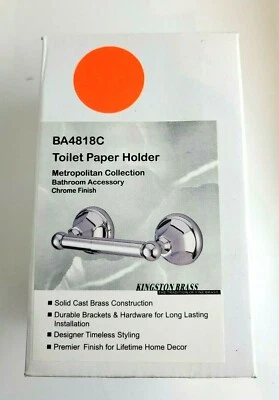 BA4818C
Toilet Paper Holder
Metropolitan Collection
Bathroom Accessory
Chrome Finish
KINGSTON BRASS
■ Solid Cast Brass Construction
■ Durable Brackets & Hardware for Long Lasting
Installation
■ Designer Timeless Styling
■ Premier Finish for Lifetime Home Decor